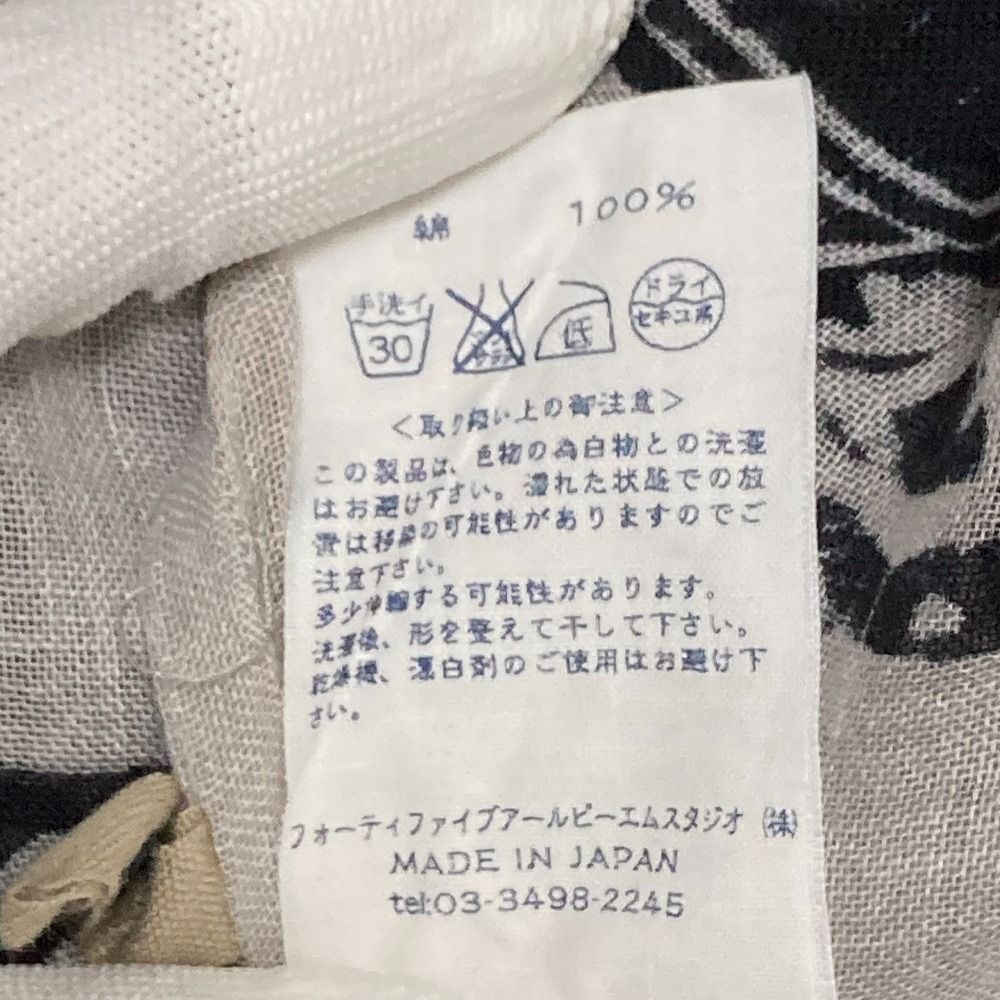 綿 100%
手洗イ ドライ
30 低 セキユ系
<取り扱い上の御注意>
この製品は、色物の為白物との洗濯
はお避け下さい。濡れた状態での放
置は移染の可能性がありますのでご
注意下さい。
多少伸縮する可能性があります。
洗濯後、形を整えて干して下さい。
乾燥機、漂白剤のご使用はお避け下
さい。
フォーティファイブアールピーエムスタジオ ㈱
MADE IN JAPAN
tel:03-3498-2245